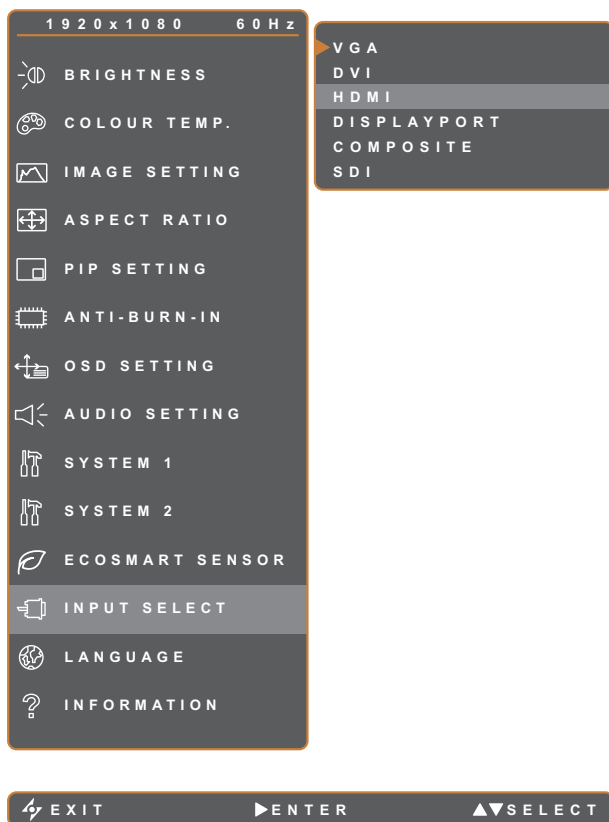 1920x1080 60Hz
BRIGHTNESS
COLOUR TEMP.
IMAGE SETTING
ASPECT RATIO
PIP SETTING
ANTI-BURN-IN
OSD SETTING
AUDIO SETTING
SYSTEM 1
SYSTEM 2
ECOSMART SENSOR
INPUT SELECT
LANGUAGE
INFORMATION
VGA
DVI
HDMI
DISPLAYPORT
COMPOSITE
SDI
EXIT ENTER SELECT